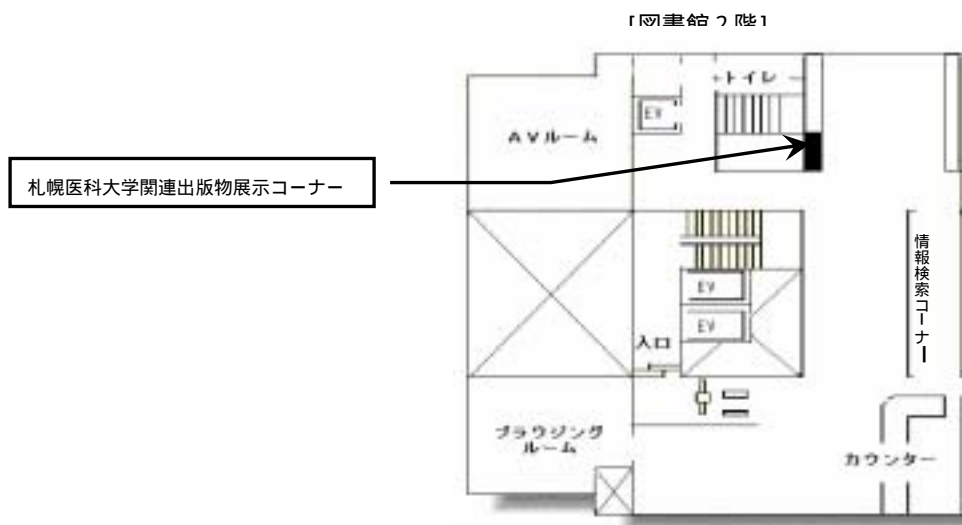 [図書館2階]
トイレ
EV
AVルーム
札幌医科大学関連出版物展示コーナー
情報検索コーナー
EV
EV
入口
ブラウジング
ルーム
カウンター